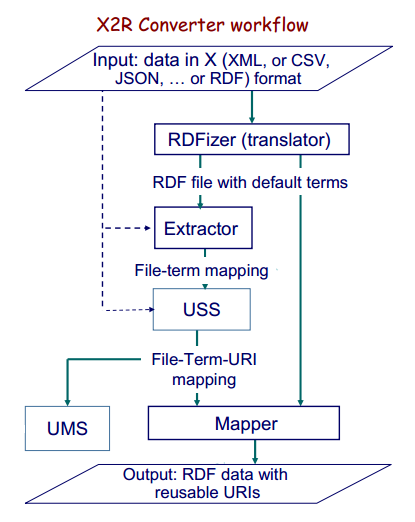 X2R Converter workflow
Input: data in X (XML, or CSV,
JSON, … or RDF) format
RDFizer (translator)
RDF file with default terms
Extractor
File-term mapping
USS
File-Term-URI
mapping
UMS
Mapper
Output: RDF data with
reusable URIs